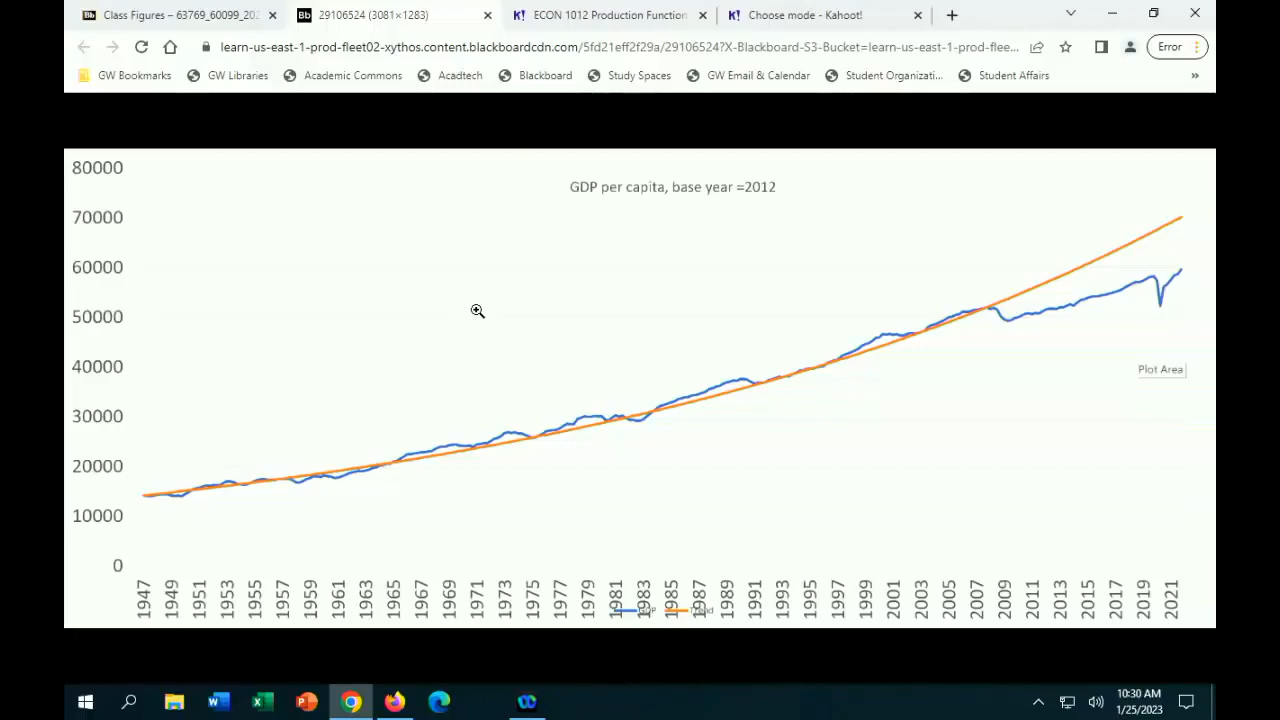 Class Figures – 63769_60099_202
29106524 (3081×1283)
ECON 1012 Production Function
Choose mode - Kahoot!
learn-us-east-1-prod-fleet02-xythos.content.blackboardcdn.com/5fd21eff2f29a/29106524?X-Blackboard-S3-Bucket=learn-us-east-1-prod-flee...
Error
GW Bookmarks
GW Libraries
Academic Commons
Acadtech
Blackboard
Study Spaces
GW Email & Calendar
Student Organizati...
Student Affairs
»
GDP per capita, base year =2012
80000
70000
60000
50000
40000
30000
20000
10000
0
Plot Area
1947
1949
1951
1953
1955
1957
1959
1961
1963
1965
1967
1969
1971
1973
1975
1977
1979
1981
1983
1985
1987
1989
1991
1993
1995
1997
1999
2001
2003
2005
2007
2009
2011
2013
2015
2017
2019
2021
GDP
Trend
10:30 AM
1/25/2023